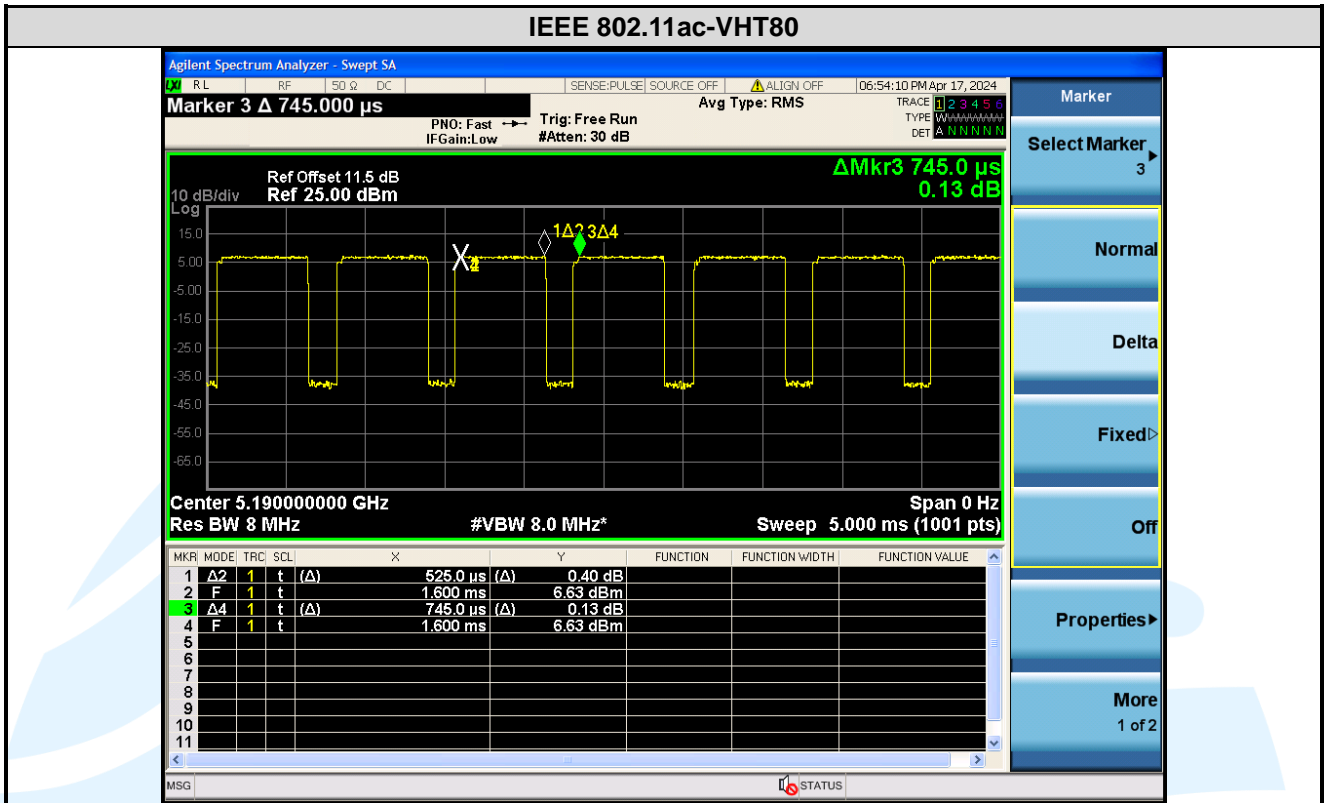 IEEE 802.11ac-VHT80
Agilent Spectrum Analyzer - Swept SA
LXI RL RF 50 Ω DC SENSE:PULSE SOURCE OFF ALIGN OFF 06:54:10 PM Apr 17, 2024
Marker 3 Δ 745.000 µs
PNO: Fast
IFGain:Low
Trig: Free Run
#Atten: 30 dB
Avg Type: RMS
TRACE 1 2 3 4 5 6
TYPE WWWWWW
DET A N N N N N
ΔMkr3 745.0 µs
0.13 dB
Ref Offset 11.5 dB
10 dB/div Ref 25.00 dBm
Log
15.0
5.00
-5.00
-15.0
-25.0
-35.0
-45.0
-55.0
-65.0
1Δ2 3Δ4
Center 5.190000000 GHz Span 0 Hz
Res BW 8 MHz #VBW 8.0 MHz* Sweep 5.000 ms (1001 pts)
MKR MODE TRC SCL X Y FUNCTION FUNCTION WIDTH FUNCTION VALUE
1 Δ2 1 t (Δ) 525.0 µs (Δ) 0.40 dB
2 F 1 t 1.600 ms 6.63 dBm
3 Δ4 1 t (Δ) 745.0 µs (Δ) 0.13 dB
4 F 1 t 1.600 ms 6.63 dBm
5
6
7
8
9
10
11
MSG STATUS
Marker
Select Marker
3
Normal
Delta
Fixed
Off
Properties
More
1 of 2